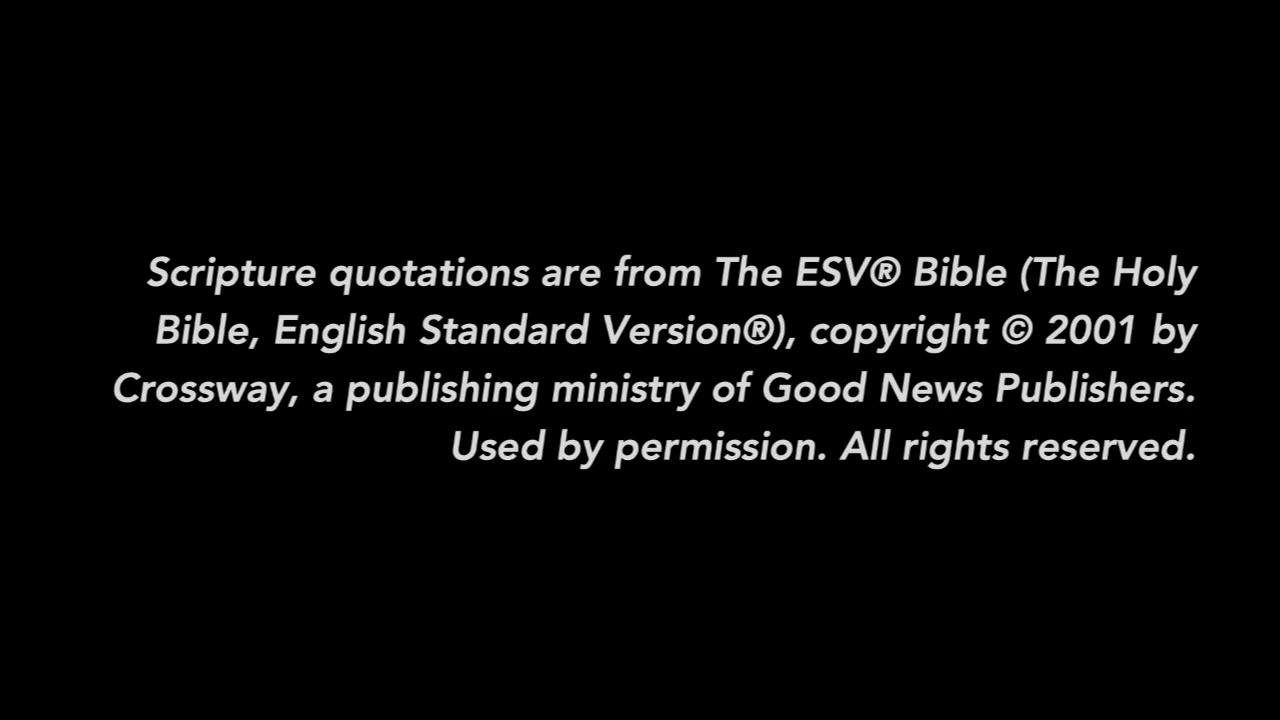 Scripture quotations are from The ESV® Bible (The Holy
Bible, English Standard Version®), copyright © 2001 by
Crossway, a publishing ministry of Good News Publishers.
Used by permission. All rights reserved.